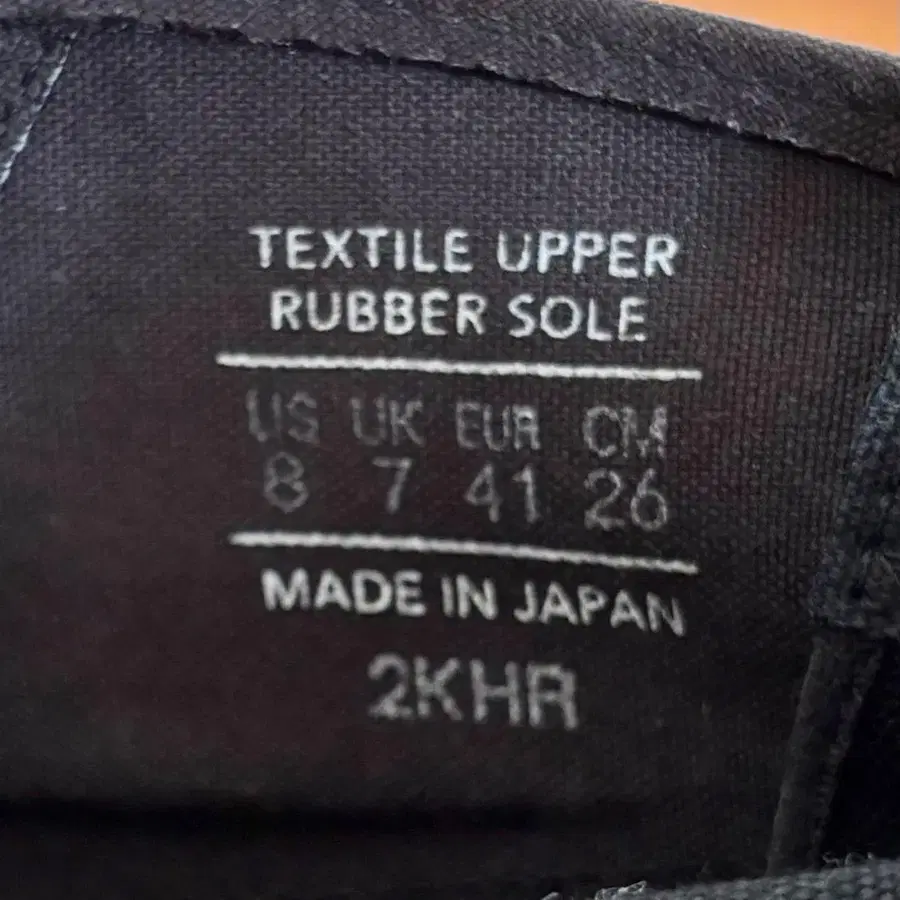 TEXTILE UPPER
RUBBER SOLE
US UK EUR CM
8 7 41 26
MADE IN JAPAN
2KHR